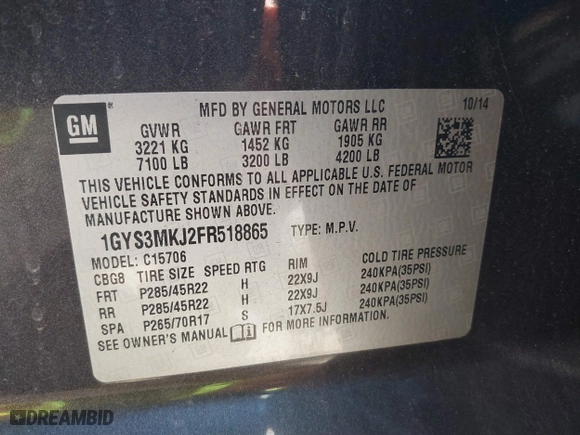 MFD BY GENERAL MOTORS LLC 10/14
GM
GVWR GAWR FRT GAWR RR
3221 KG 1452 KG 1905 KG
7100 LB 3200 LB 4200 LB
THIS VEHICLE CONFORMS TO ALL APPLICABLE U.S. FEDERAL MOTOR
VEHICLE SAFETY STANDARDS IN EFFECT ON THE DATE OF
MANUFACTURE SHOWN ABOVE.
1GYS3MKJ2FR518865 TYPE: M.P.V.
MODEL: C15706
CBG8 TIRE SIZE SPEED RTG RIM COLD TIRE PRESSURE
FRT P285/45R22 H 22X9J 240KPA(35PSI)
RR P285/45R22 H 22X9J 240KPA(35PSI)
SPA P265/70R17 S 17X7.5J 240KPA(35PSI)
SEE OWNER'S MANUAL FOR MORE INFORMATION.
DREAMBID